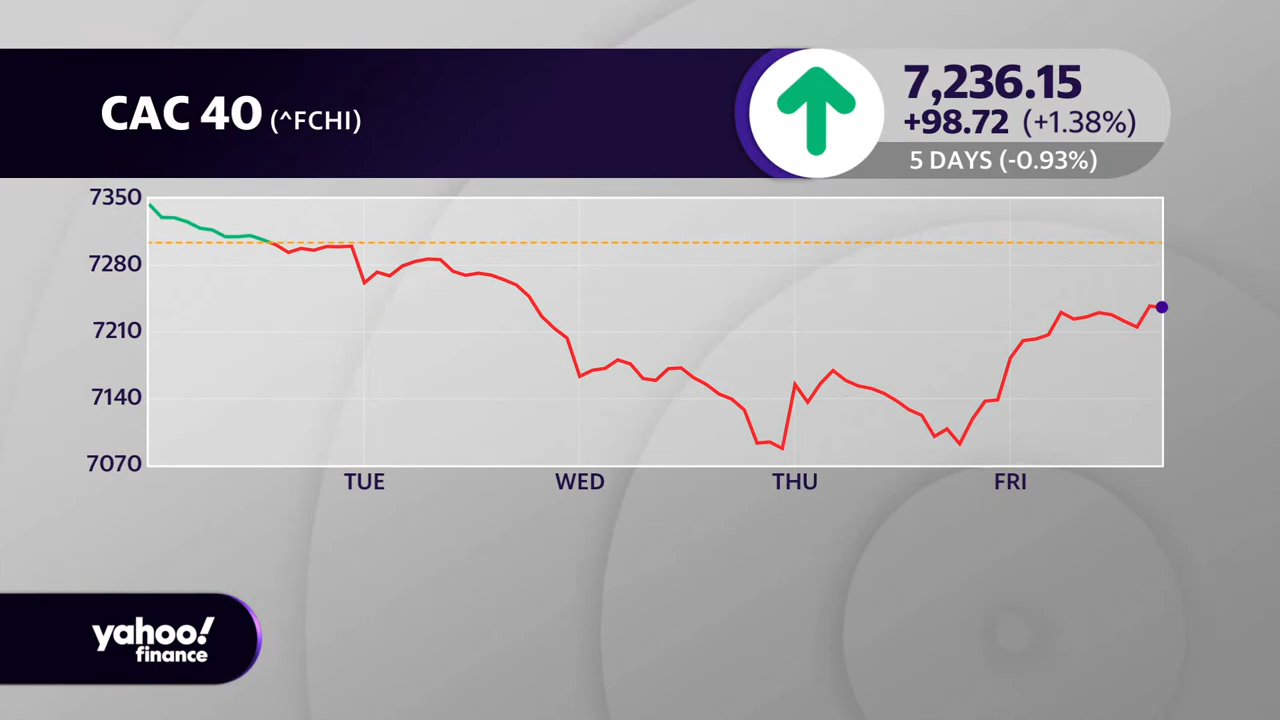 CAC 40 (^FCHI)
7,236.15
+98.72 (+1.38%)
5 DAYS (-0.93%)
7350
7280
7210
7140
7070
TUE WED THU FRI
yahoo!
finance